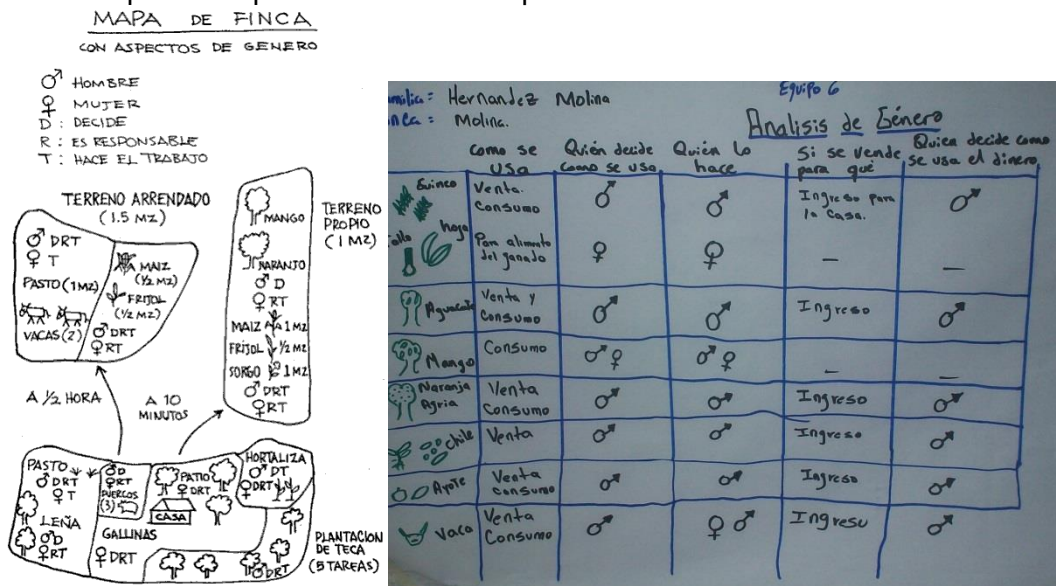 MAPA DE FINCA
CON ASPECTOS DE GENERO
♂ HOMBRE
♀ MUJER
D : DECIDE
R : ES RESPONSABLE
T : HACE EL TRABAJO
TERRENO ARRENDADO
(1.5 MZ)
♂ DRT
♀ T
PASTO (1MZ)
VACAS (2)
MAIZ
(½ MZ)
FRIJOL
(½ MZ)
♂ DRT
♀ RT
MANGO
NARANJO
♂ D
♀ RT
MAIZ 1 MZ
FRIJOL ½ MZ
SORGO 1 MZ
♂ DRT
♀ RT
TERRENO
PROPIO
(1 MZ)
A ½ HORA
A 10
MINUTOS
PASTO
♂ DRT
♀ T
LEÑA
♂ D
♀ RT
♂ D
♀ RT
PUERCOS
(3)
GALLINAS
♀ DRT
PATIO
♀ DRT
CASA
HORTALIZA
♂ DT
♀ DRT
♂ DRT
PLANTACION
DE TECA
(5 TAREAS)
milia: Hernandez Molina
nca: Molina.
Equipo 6
Analisis de Género
como se usa
Quién decide como se usa
Quién lo hace
Si se vende para qué
Quien decide como se usa el dinero
Guineo
Venta.
Consumo
♂
♂
Ingreso para
la Casa.
♂
Tallo
hoja
Para alimento
del ganado
♀
♀
–
–
Aguacate
Venta y
Consumo
♂
♂
Ingreso
♂
Mango
Consumo
♂ ♀
♂ ♀
–
–
Naranja
Agria
Venta
Consumo
♂
♂
Ingreso
♂
chile
Venta
♂
♂
Ingreso
♂
Ayote
Venta
consumo
♂
♂
Ingreso
♂
Vaca
Venta
Consumo
♂
♀ ♂
Ingreso
♂